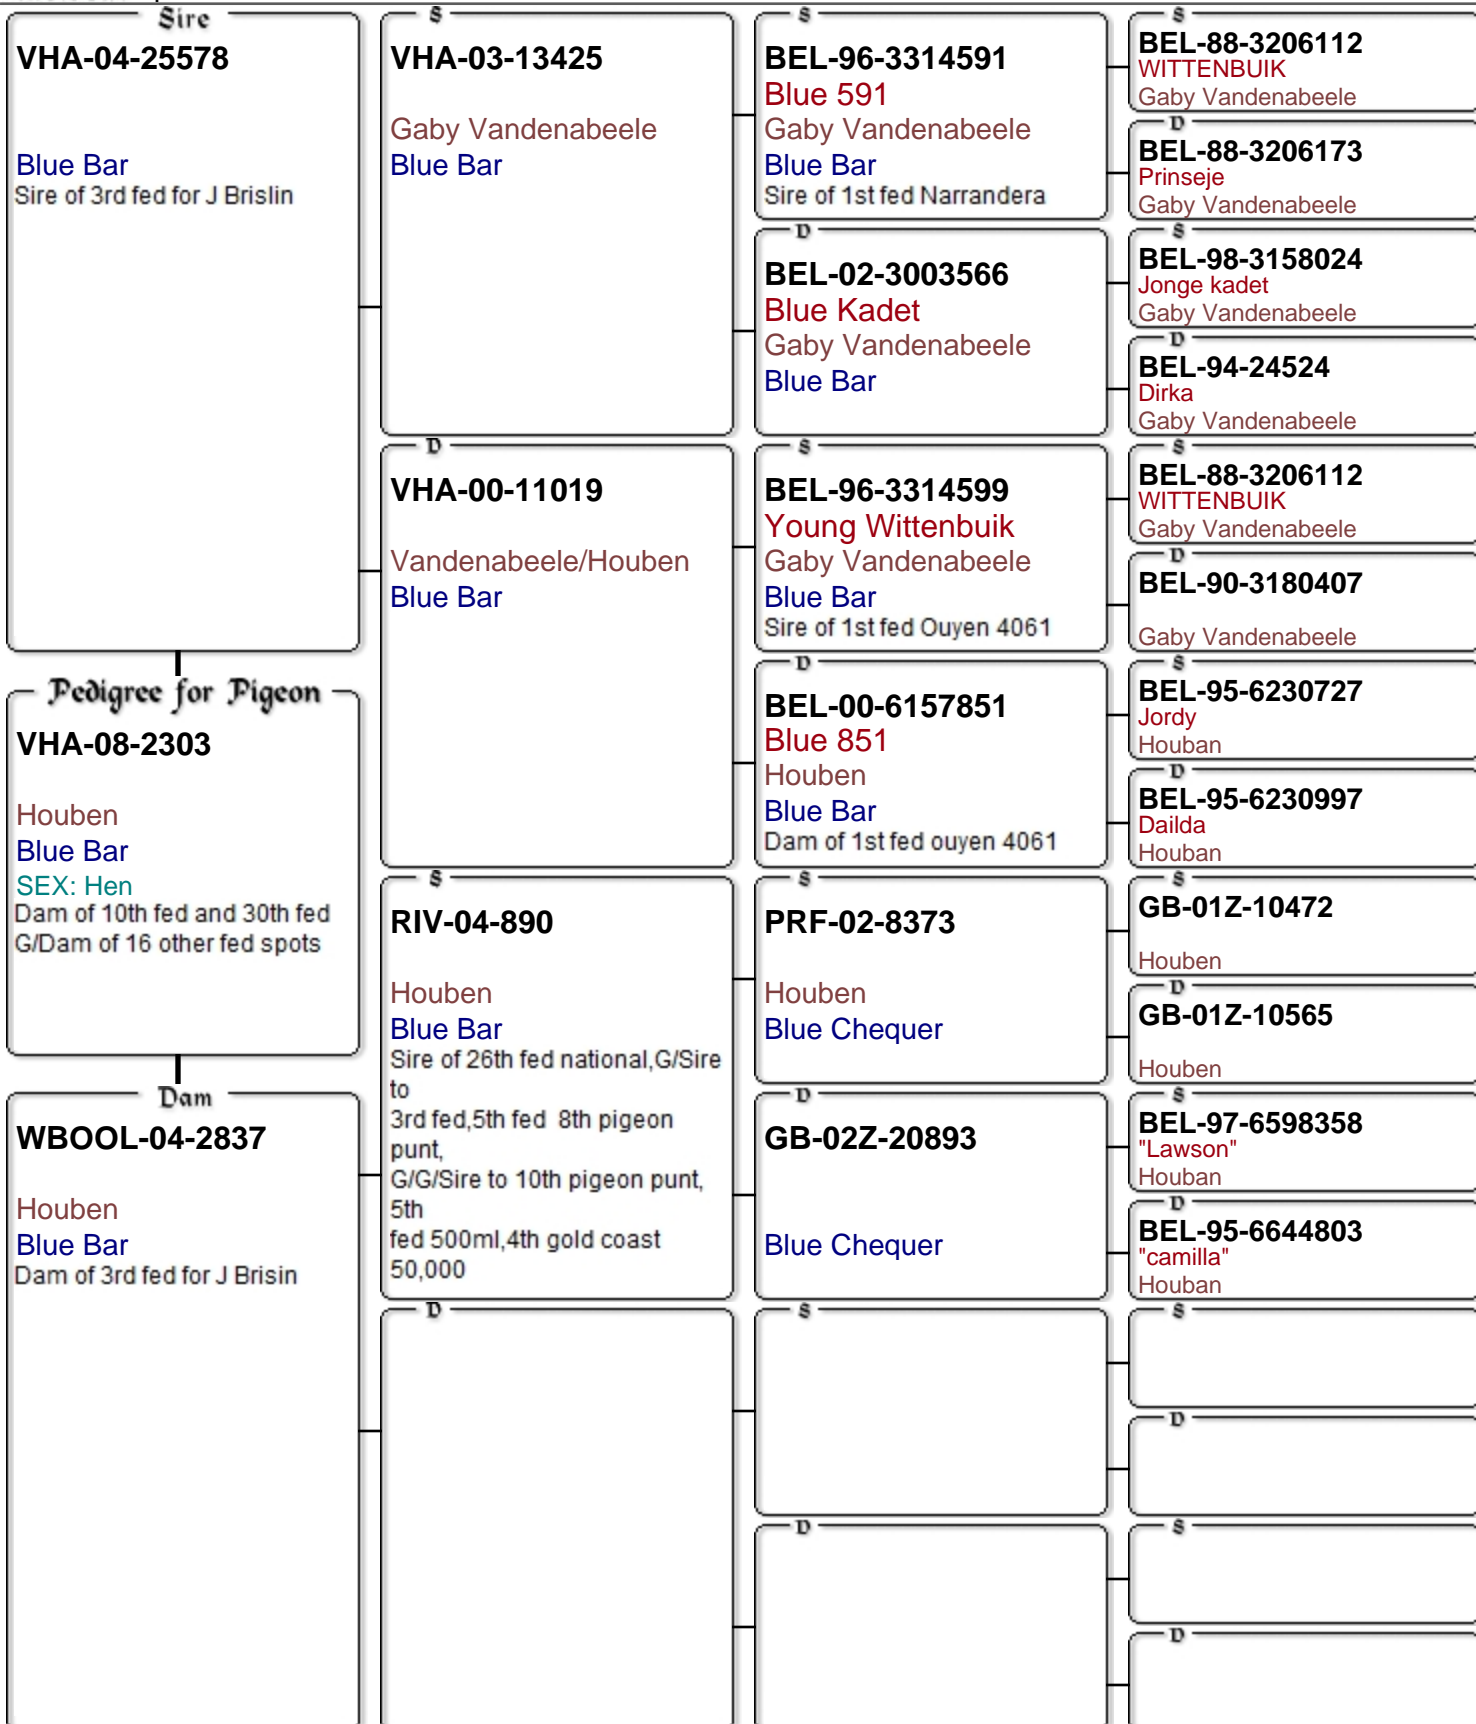 Sire
VHA-04-25578
Blue Bar
Sire of 3rd fed for J Brislin
Pedigree for Pigeon
VHA-08-2303
Houben
Blue Bar
SEX: Hen
Dam of 10th fed and 30th fed
G/Dam of 16 other fed spots
Dam
WBOOL-04-2837
Houben
Blue Bar
Dam of 3rd fed for J Brisin
S
VHA-03-13425
Gaby Vandenabeele
Blue Bar
D
VHA-00-11019
Vandenabeele/Houben
Blue Bar
S
RIV-04-890
Houben
Blue Bar
Sire of 26th fed national,G/Sire
to
3rd fed,5th fed 8th pigeon
punt,
G/G/Sire to 10th pigeon punt,
5th
fed 500ml,4th gold coast
50,000
D
S
BEL-96-3314591
Blue 591
Gaby Vandenabeele
Blue Bar
Sire of 1st fed Narrandera
D
BEL-02-3003566
Blue Kadet
Gaby Vandenabeele
Blue Bar
S
BEL-96-3314599
Young Wittenbuik
Gaby Vandenabeele
Blue Bar
Sire of 1st fed Ouyen 4061
D
BEL-00-6157851
Blue 851
Houben
Blue Bar
Dam of 1st fed ouyen 4061
S
PRF-02-8373
Houben
Blue Chequer
D
GB-02Z-20893
Blue Chequer
S
D
S
BEL-88-3206112
WITTENBUIK
Gaby Vandenabeele
D
BEL-88-3206173
Prinseje
Gaby Vandenabeele
S
BEL-98-3158024
Jonge kadet
Gaby Vandenabeele
D
BEL-94-24524
Dirka
Gaby Vandenabeele
S
BEL-88-3206112
WITTENBUIK
Gaby Vandenabeele
D
BEL-90-3180407
Gaby Vandenabeele
S
BEL-95-6230727
Jordy
Houban
D
BEL-95-6230997
Dailda
Houban
S
GB-01Z-10472
Houben
D
GB-01Z-10565
Houben
S
BEL-97-6598358
"Lawson"
Houban
D
BEL-95-6644803
"camilla"
Houban
S
D
S
D